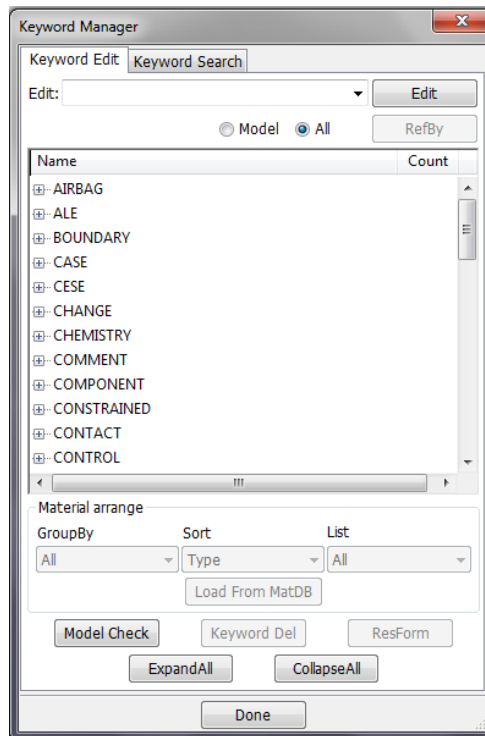 Keyword Manager
Keyword Edit Keyword Search
Edit: Edit
Model All RefBy
Name Count
AIRBAG
ALE
BOUNDARY
CASE
CESE
CHANGE
CHEMISTRY
COMMENT
COMPONENT
CONSTRAINED
CONTACT
CONTROL
Material arrange
GroupBy Sort List
All Type All
Load From MatDB
Model Check Keyword Del ResForm
ExpandAll CollapseAll
Done